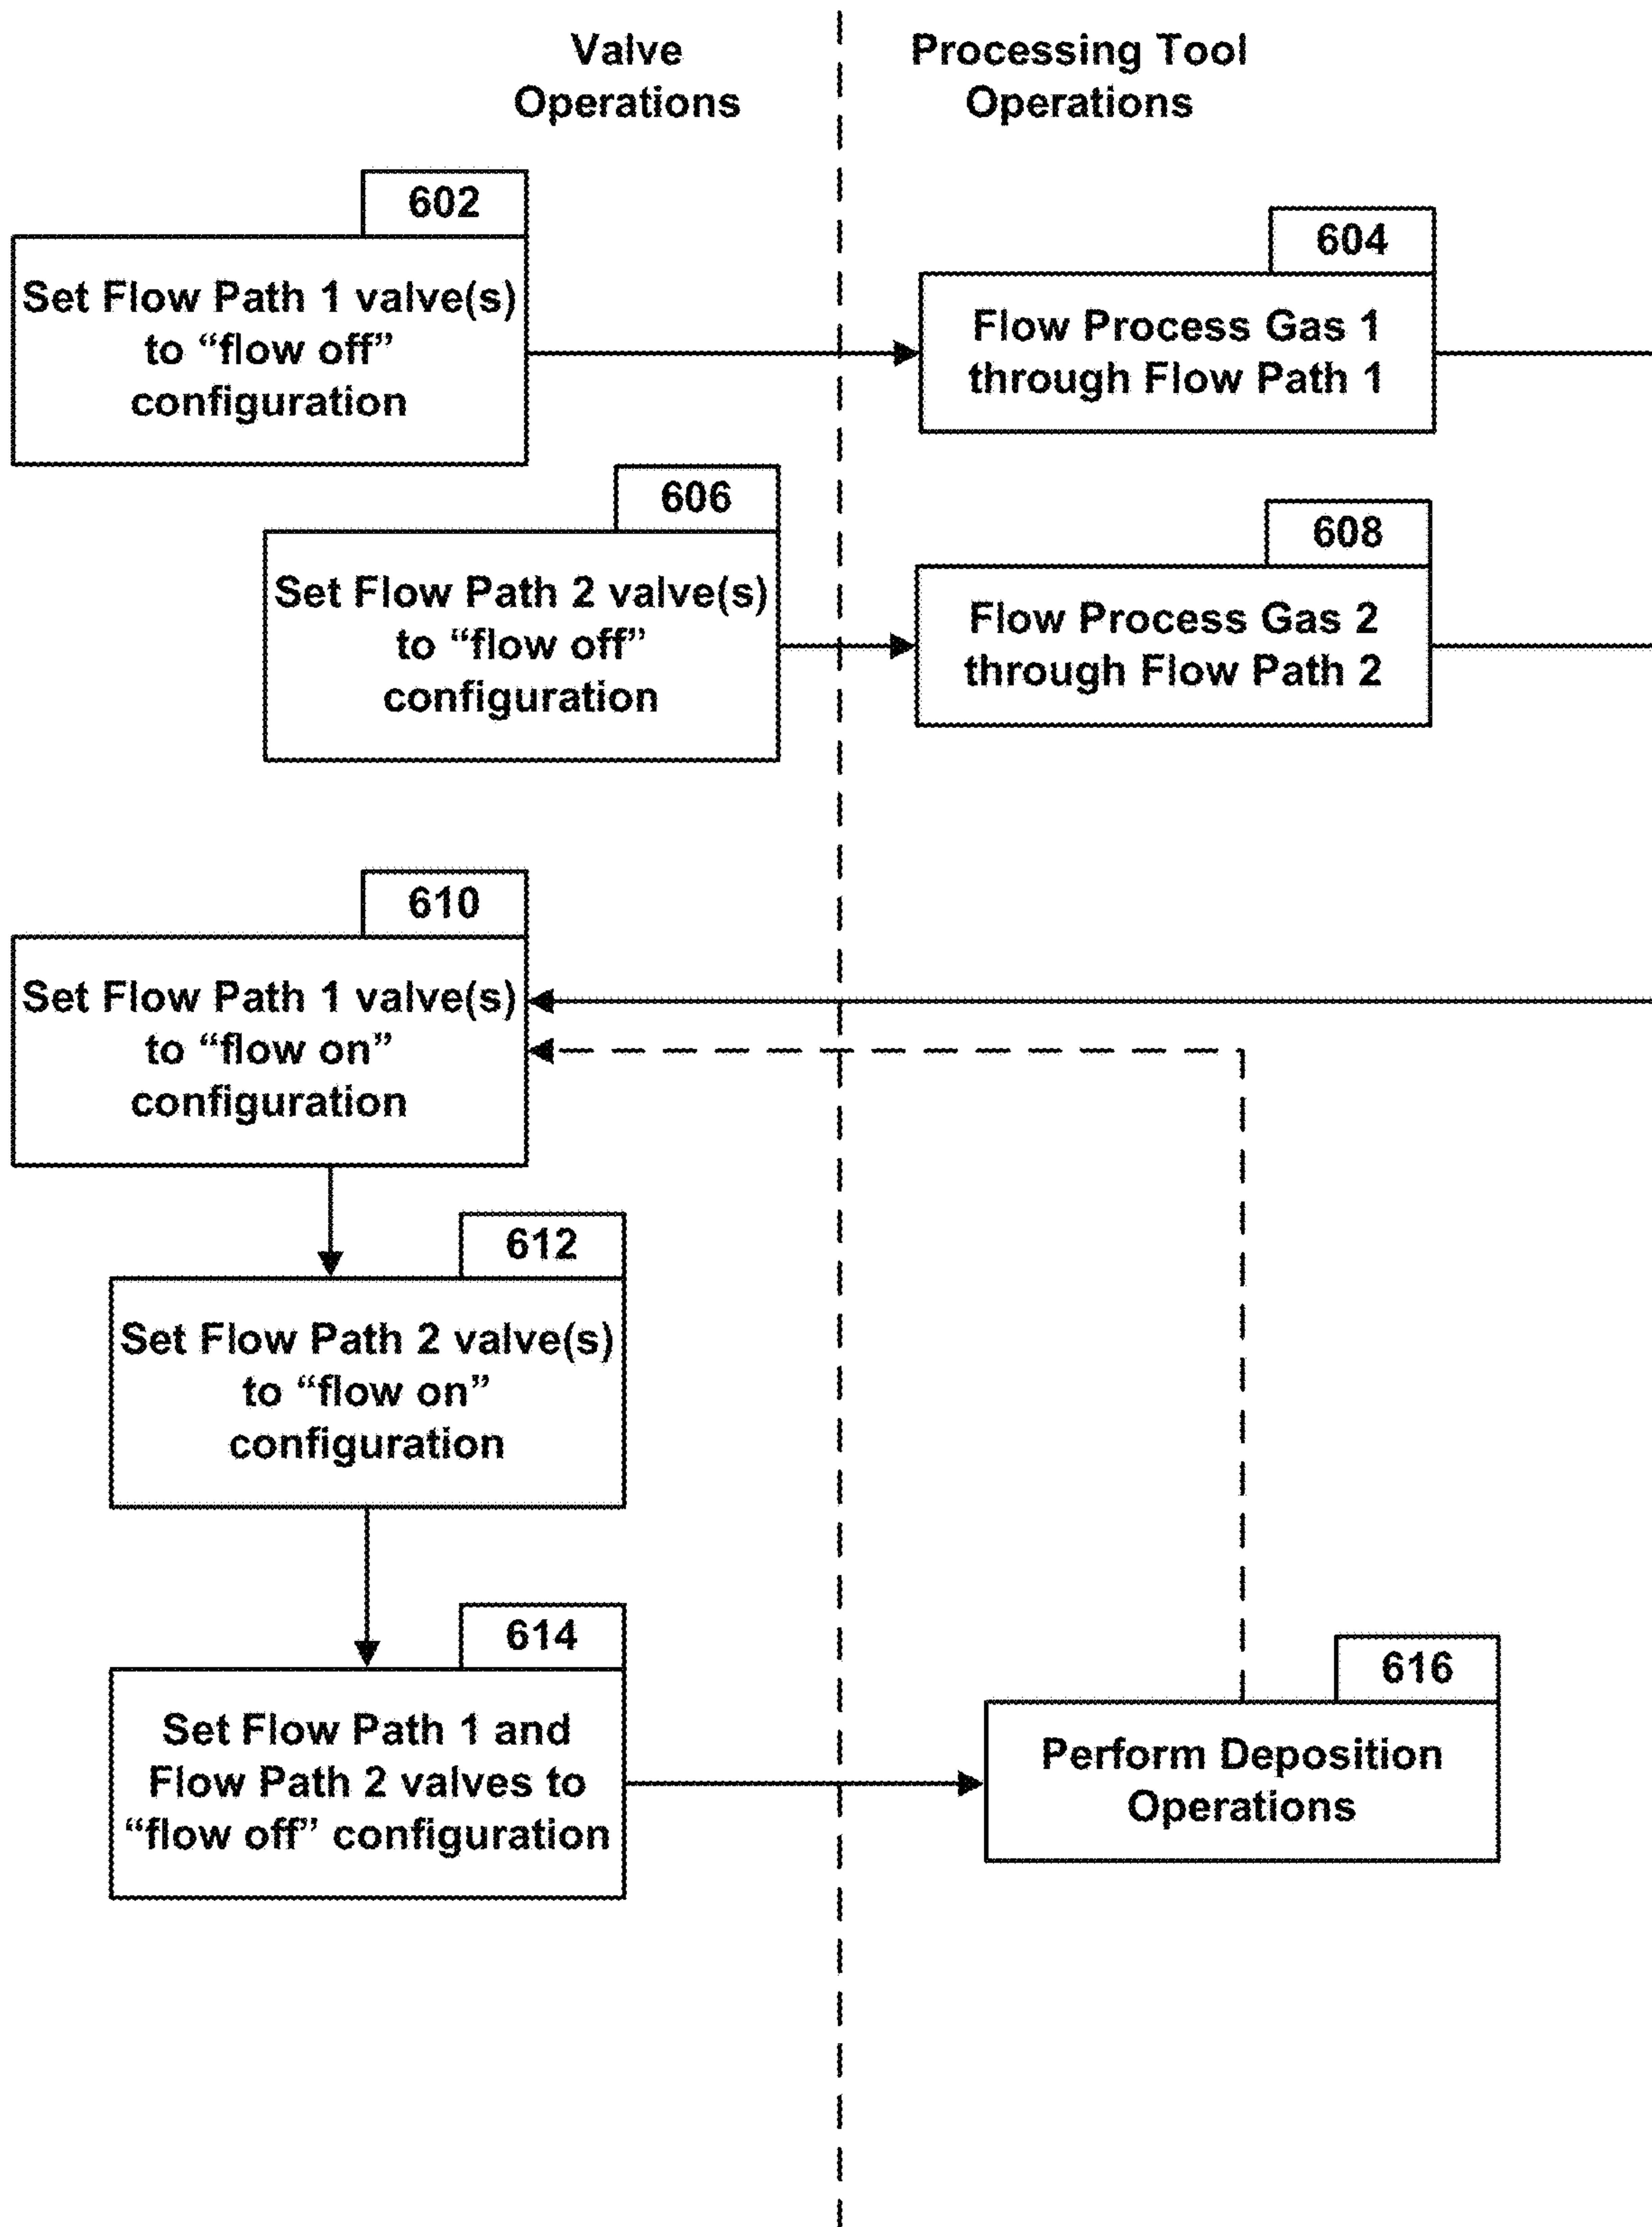 Valve
Operations
Processing Tool
Operations
602
Set Flow Path 1 valve(s)
to “flow off”
configuration
604
Flow Process Gas 1
through Flow Path 1
606
Set Flow Path 2 valve(s)
to “flow off”
configuration
608
Flow Process Gas 2
through Flow Path 2
610
Set Flow Path 1 valve(s)
to “flow on”
configuration
612
Set Flow Path 2 valve(s)
to “flow on”
configuration
614
Set Flow Path 1 and
Flow Path 2 valves to
“flow off” configuration
616
Perform Deposition
Operations